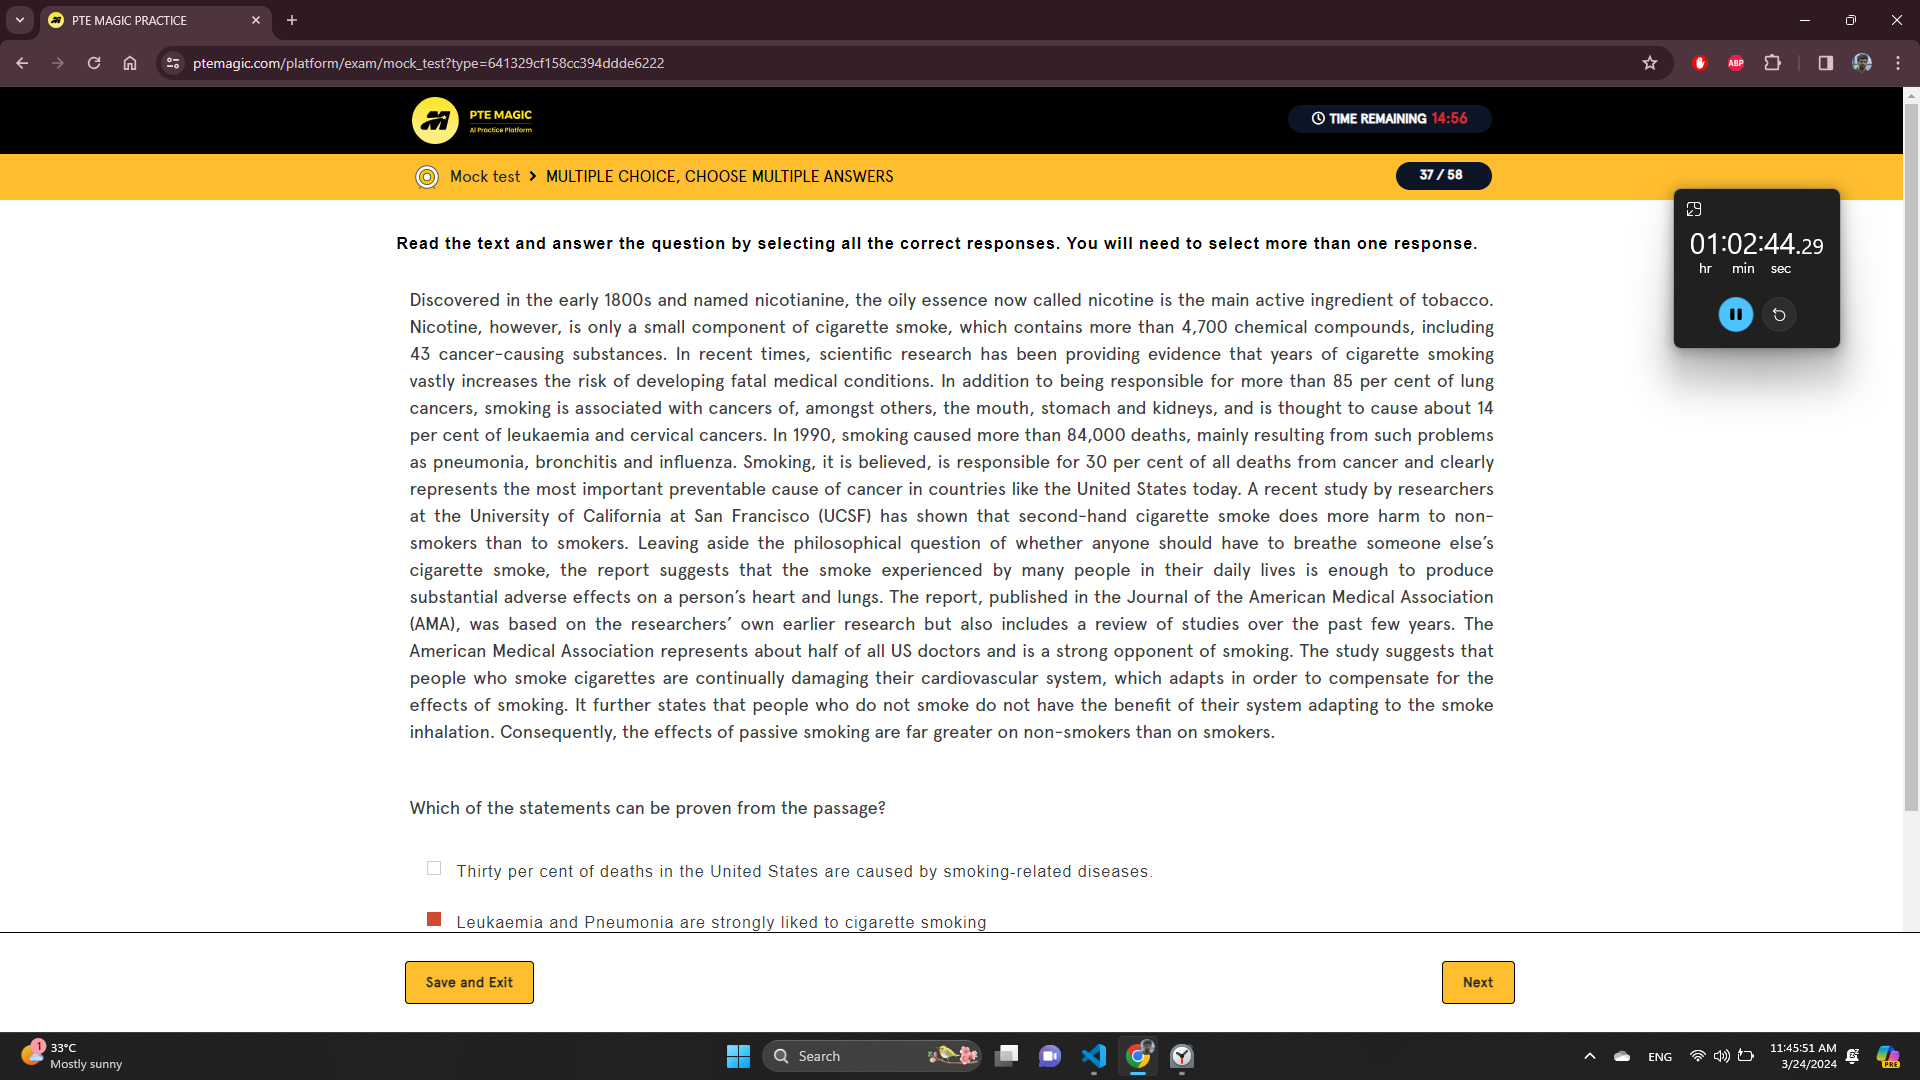 PTE MAGIC PRACTICE
ptemagic.com/platform/exam/mock_test?type=641329cf158cc394ddde6222
ABP
PTE MAGIC
AI Practice Platform
TIME REMAINING 14:56
Mock test > MULTIPLE CHOICE, CHOOSE MULTIPLE ANSWERS
37 / 58
01:02:44.29
hr min sec
Read the text and answer the question by selecting all the correct responses. You will need to select more than one response.
Discovered in the early 1800s and named nicotianine, the oily essence now called nicotine is the main active ingredient of tobacco.
Nicotine, however, is only a small component of cigarette smoke, which contains more than 4,700 chemical compounds, including
43 cancer-causing substances. In recent times, scientific research has been providing evidence that years of cigarette smoking
vastly increases the risk of developing fatal medical conditions. In addition to being responsible for more than 85 per cent of lung
cancers, smoking is associated with cancers of, amongst others, the mouth, stomach and kidneys, and is thought to cause about 14
per cent of leukaemia and cervical cancers. In 1990, smoking caused more than 84,000 deaths, mainly resulting from such problems
as pneumonia, bronchitis and influenza. Smoking, it is believed, is responsible for 30 per cent of all deaths from cancer and clearly
represents the most important preventable cause of cancer in countries like the United States today. A recent study by researchers
at the University of California at San Francisco (UCSF) has shown that second-hand cigarette smoke does more harm to non-
smokers than to smokers. Leaving aside the philosophical question of whether anyone should have to breathe someone else’s
cigarette smoke, the report suggests that the smoke experienced by many people in their daily lives is enough to produce
substantial adverse effects on a person’s heart and lungs. The report, published in the Journal of the American Medical Association
(AMA), was based on the researchers’ own earlier research but also includes a review of studies over the past few years. The
American Medical Association represents about half of all US doctors and is a strong opponent of smoking. The study suggests that
people who smoke cigarettes are continually damaging their cardiovascular system, which adapts in order to compensate for the
effects of smoking. It further states that people who do not smoke do not have the benefit of their system adapting to the smoke
inhalation. Consequently, the effects of passive smoking are far greater on non-smokers than on smokers.
Which of the statements can be proven from the passage?
Thirty per cent of deaths in the United States are caused by smoking-related diseases.
Leukaemia and Pneumonia are strongly liked to cigarette smoking
Save and Exit
Next
1
33°C
Mostly sunny
Search
ENG
11:45:51 AM
3/24/2024
PRE